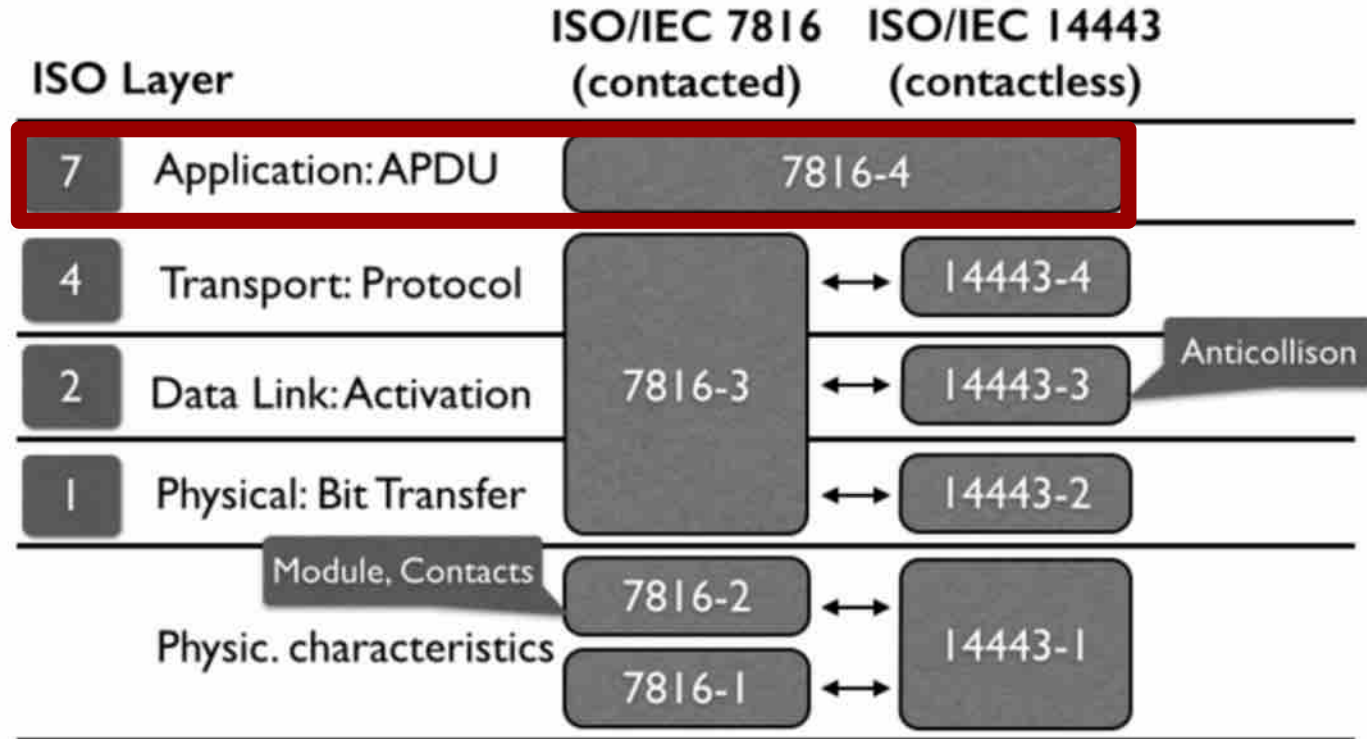 ISO/IEC 7816 ISO/IEC 14443
ISO Layer (contacted) (contactless)
7 Application: APDU 7816-4
4 Transport: Protocol 14443-4
Anticollison
2 Data Link: Activation 7816-3 14443-3
1 Physical: Bit Transfer 14443-2
Module, Contacts
7816-2
Physic. characteristics 14443-1
7816-1